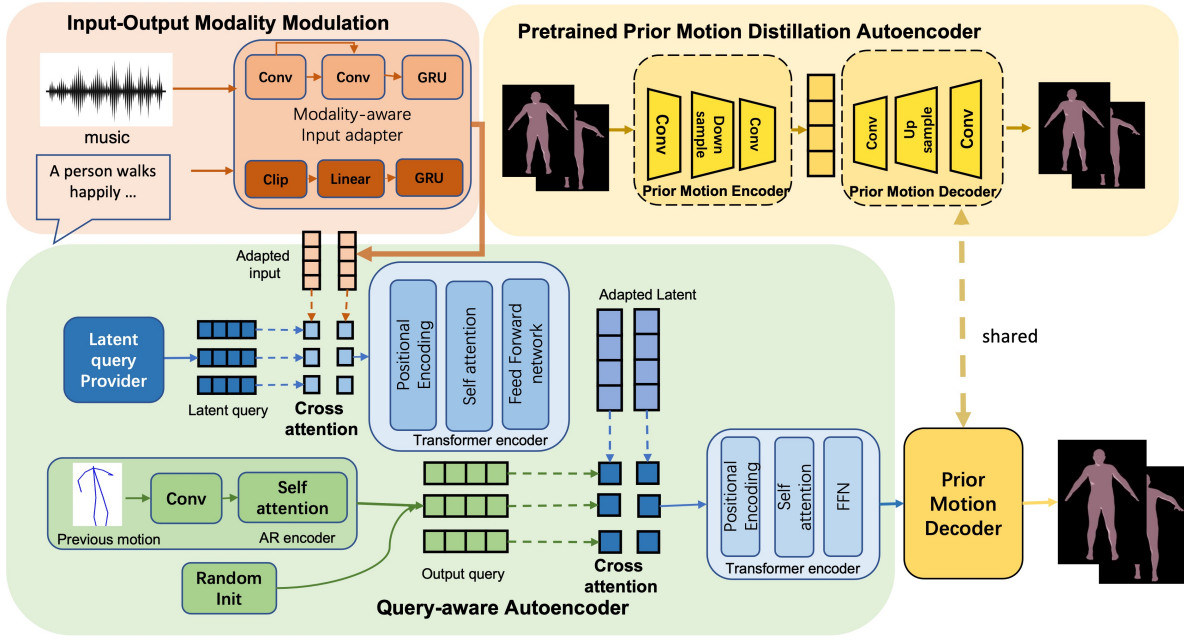 Input-Output Modality Modulation
Conv
Conv
GRU
Modality-aware
Input adapter
music
Clip
Linear
GRU
A person walks
happily ...
Pretrained Prior Motion Distillation Autoencoder
Conv
Down
sample
Conv
Prior Motion Encoder
Conv
Up
sample
Conv
Prior Motion Decoder
shared
Adapted
input
Latent
query
Provider
Latent query
Cross
attention
Positional
Encoding
Self attention
Feed Forward
network
Transformer encoder
Adapted Latent
Previous motion
Conv
Self
attention
AR encoder
Random
Init
Output query
Cross
attention
Positional
Encoding
Self
attention
FFN
Transformer encoder
Prior
Motion
Decoder
Query-aware Autoencoder